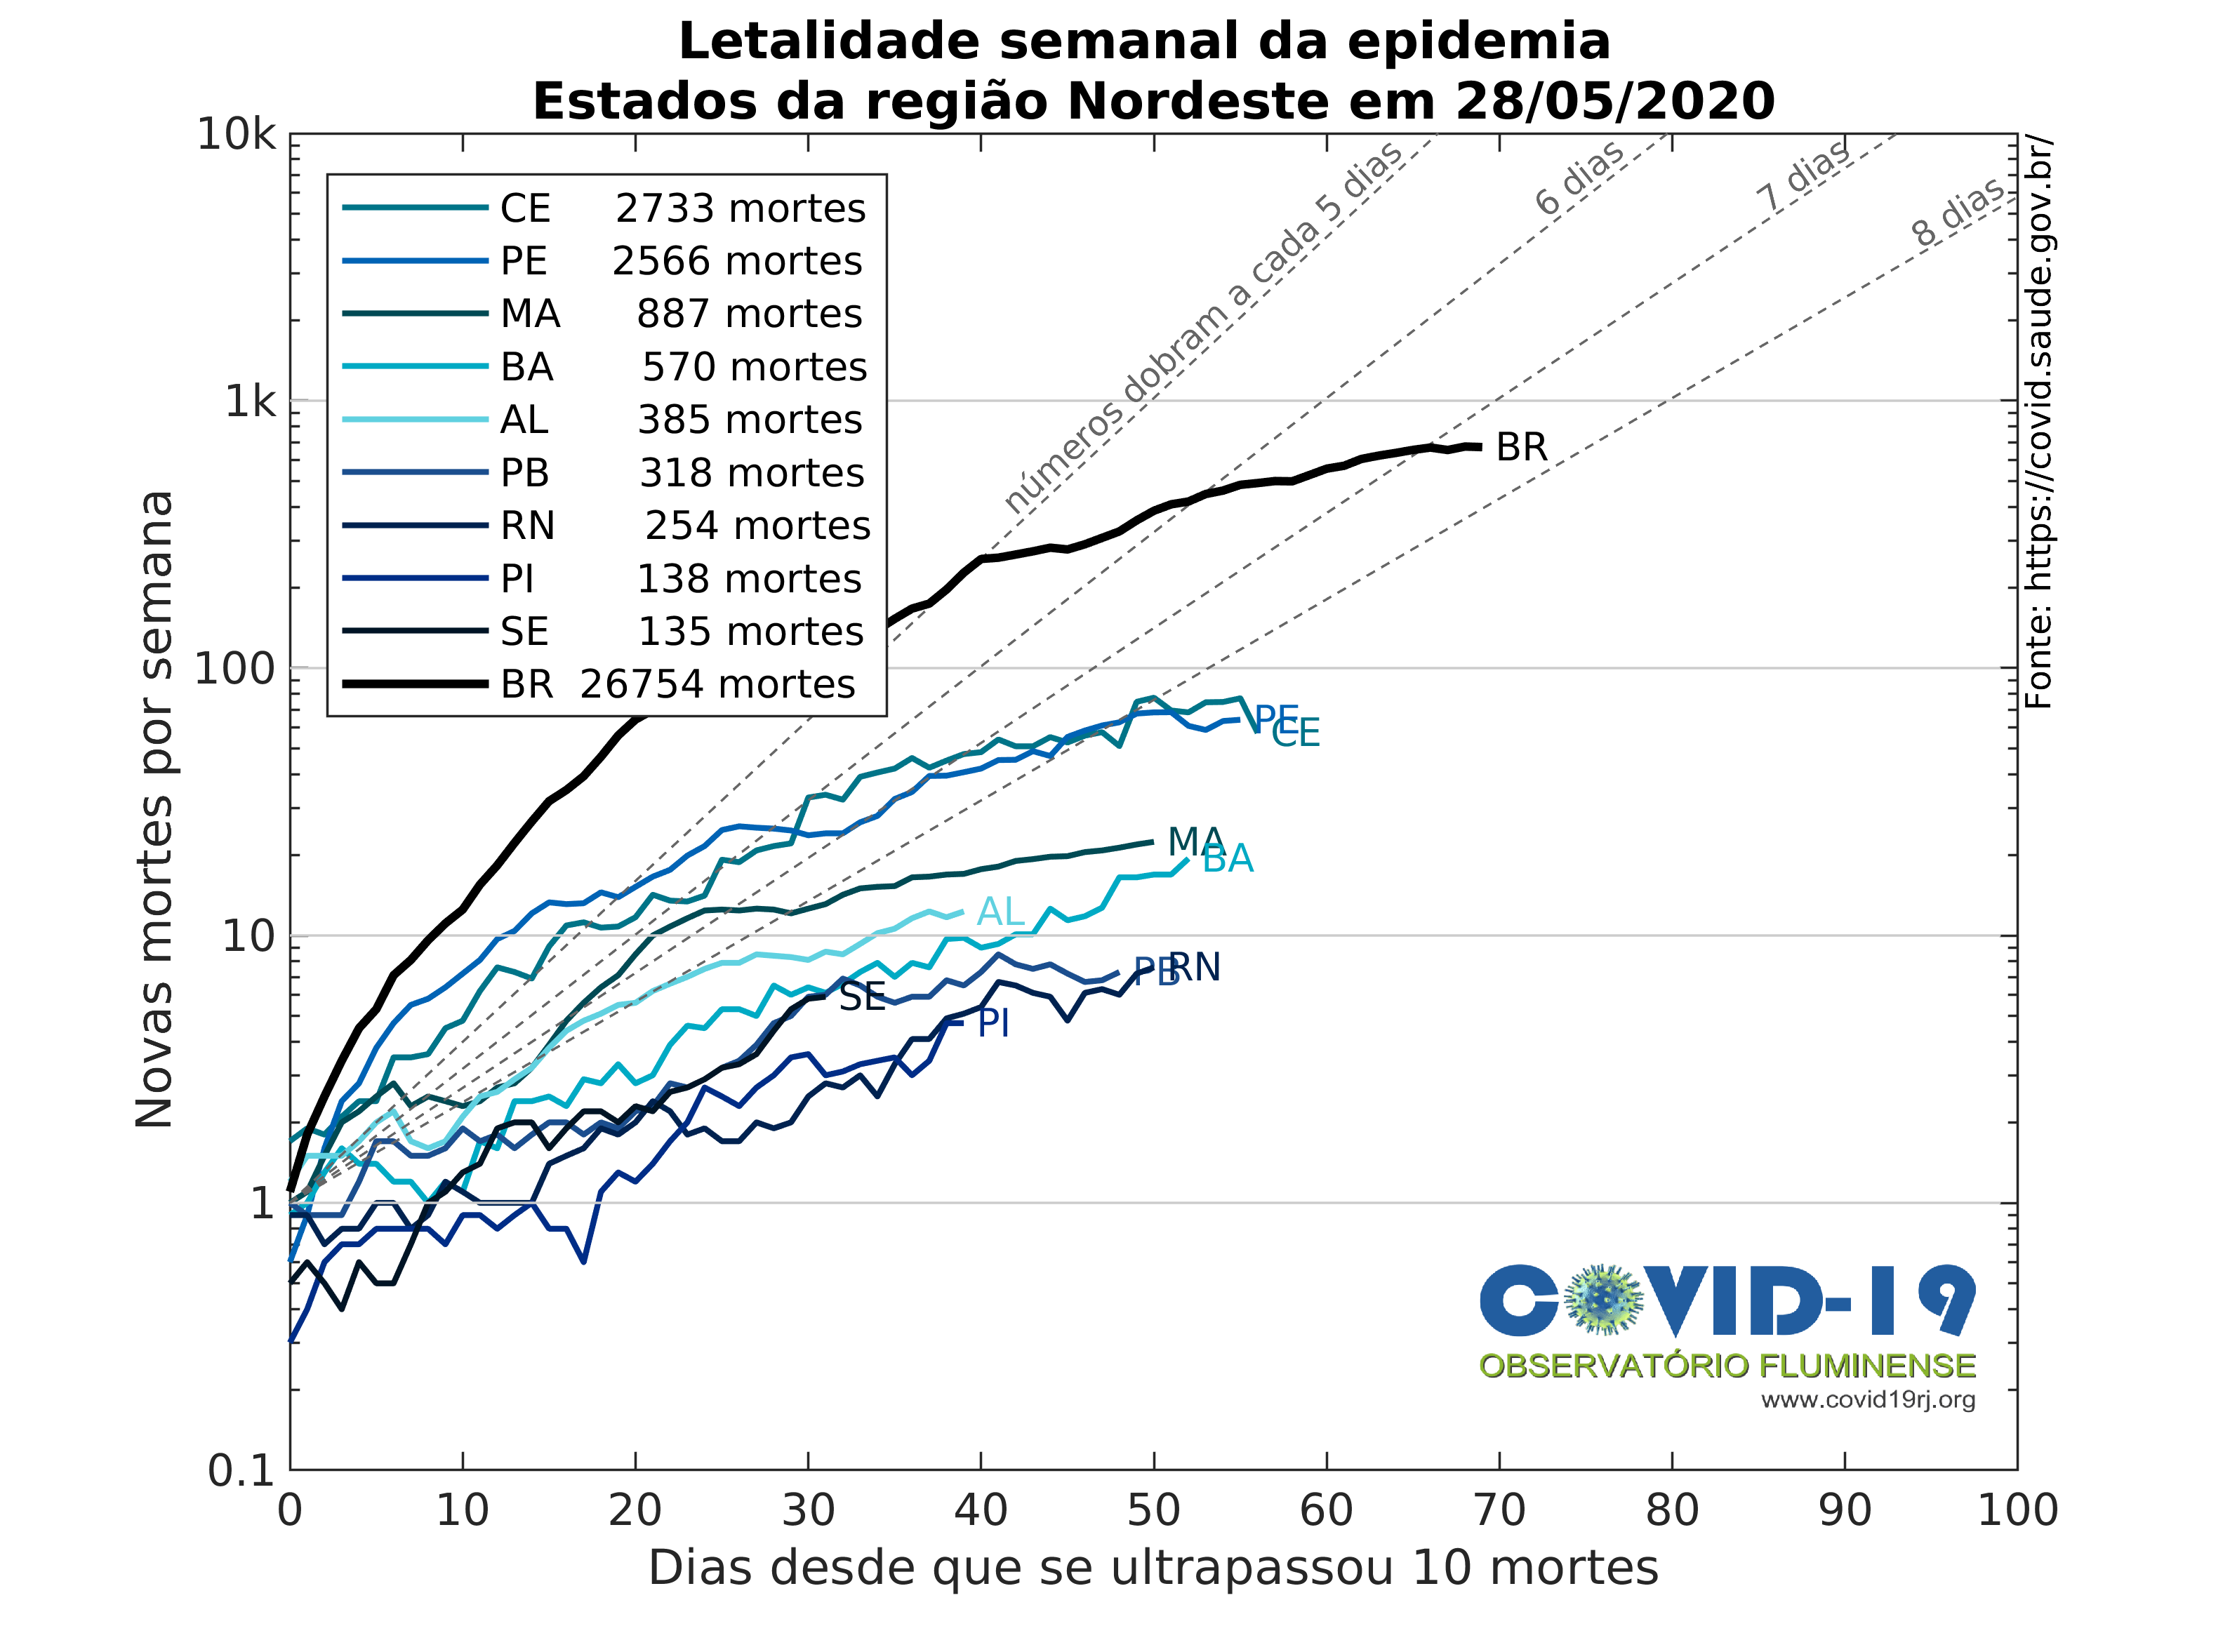 Letalidade semanal da epidemia
Estados da região Nordeste em 28/05/2020
10k
1k
100
10
1
0.1
Novas mortes por semana
CE 2733 mortes
PE 2566 mortes
MA 887 mortes
BA 570 mortes
AL 385 mortes
PB 318 mortes
RN 254 mortes
PI 138 mortes
SE 135 mortes
BR 26754 mortes
números dobram a cada 5 dias
6 dias
7 dias
8 dias
BR
PE
CE
MA
BA
AL
PB
RN
SE
PI
Fonte: https://covid.saude.gov.br/
COVID-19
OBSERVATÓRIO FLUMINENSE
www.covid19rj.org
0 10 20 30 40 50 60 70 80 90 100
Dias desde que se ultrapassou 10 mortes